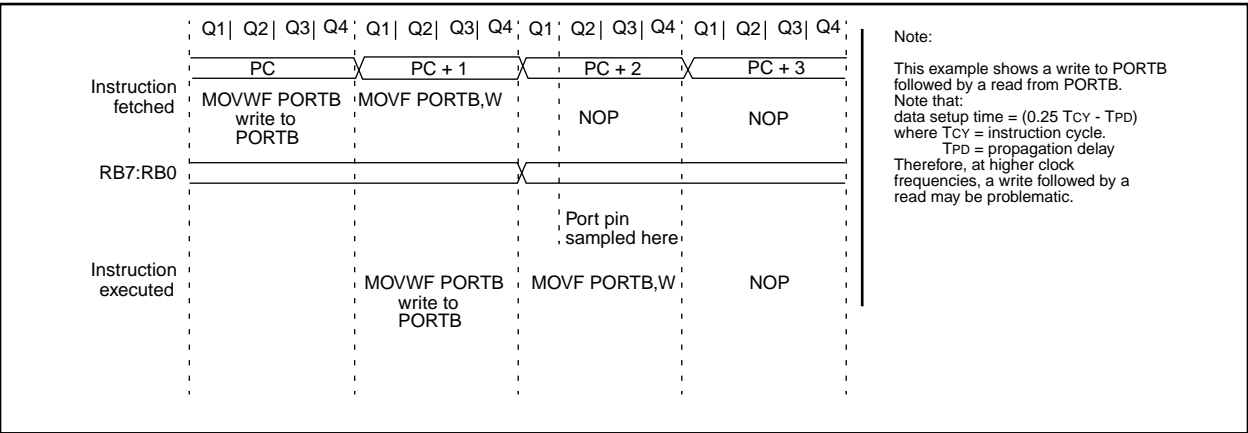 Q1| Q2| Q3| Q4 Q1| Q2| Q3| Q4 Q1 Q2| Q3| Q4 Q1| Q2| Q3| Q4
PC PC + 1 PC + 2 PC + 3
Instruction
fetched
MOVWF PORTB
write to
PORTB
MOVF PORTB,W
NOP
NOP
RB7:RB0
Port pin
sampled here
Instruction
executed
MOVWF PORTB
write to
PORTB
MOVF PORTB,W
NOP
Note:
This example shows a write to PORTB
followed by a read from PORTB.
Note that:
data setup time = (0.25 TCY - TPD)
where TCY = instruction cycle.
TPD = propagation delay
Therefore, at higher clock
frequencies, a write followed by a
read may be problematic.